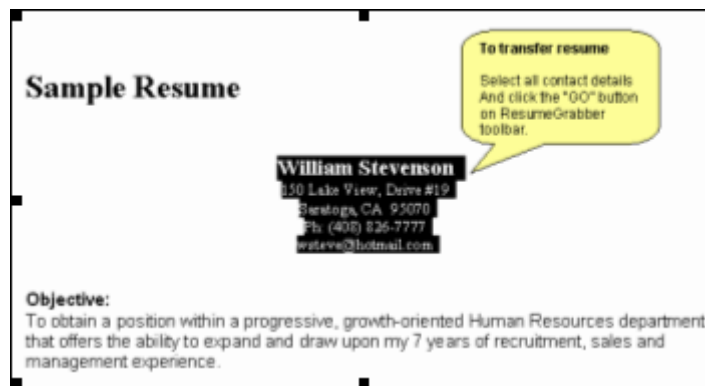 To transfer resume
Select all contact details
And click the "GO" button
on ResumeGrabber
toolbar.
Sample Resume
William Stevenson
150 Lake View, Drive #19
Saratoga, CA 95070
Ph: (408) 826-7777
wsteve@hotmail.com
Objective:
To obtain a position within a progressive, growth-oriented Human Resources department
that offers the ability to expand and draw upon my 7 years of recruitment, sales and
management experience.